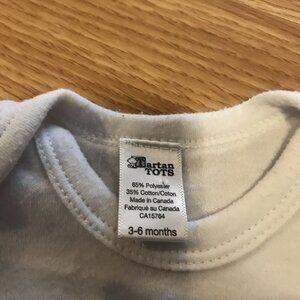 Tartan
TOTS
65% Polyester
35% Cotton/Coton
Made in Canada
Fabriqué au Canada
CA15764
3-6 months